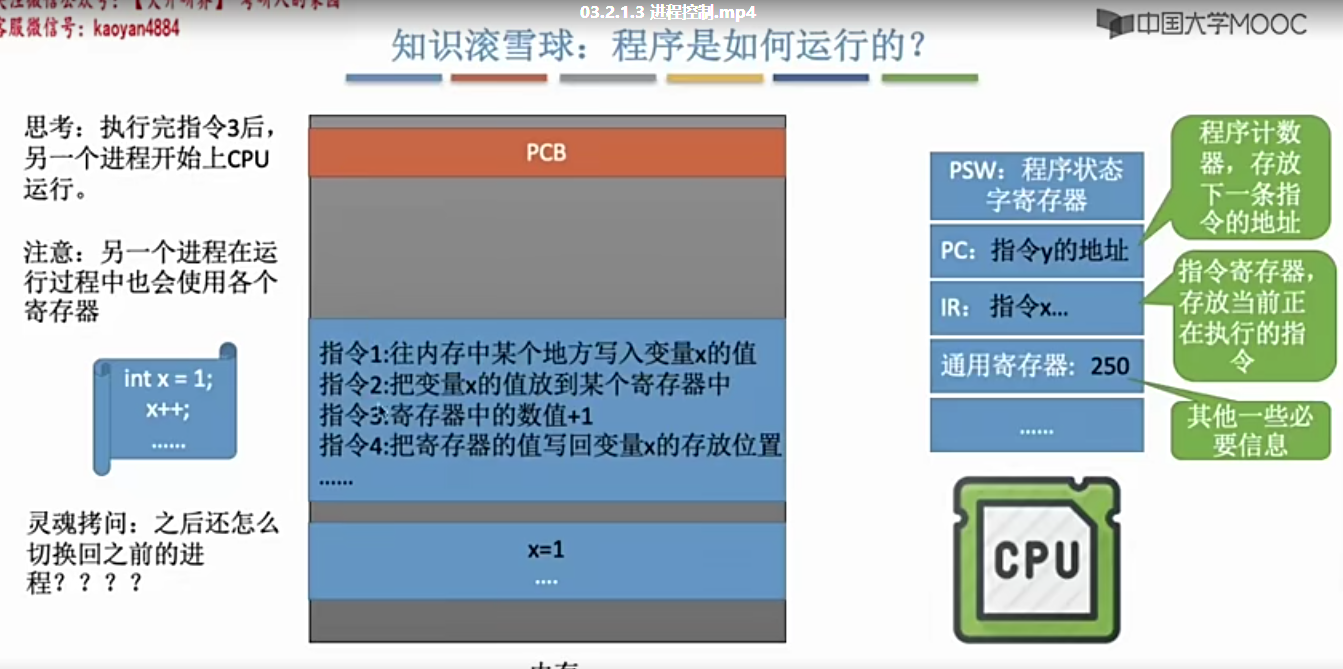 03.2.1.3 进程控制.mp4
客服微信号：kaoyan4884
中国大学MOOC
知识滚雪球：程序是如何运行的？
思考：执行完指令3后，
另一个进程开始上CPU
运行。
注意：另一个进程在运
行过程中也会使用各个
寄存器
int x = 1;
x++;
......
灵魂拷问：之后还怎么
切换回之前的进
程？？？？
PCB
指令1:往内存中某个地方写入变量x的值
指令2:把变量x的值放到某个寄存器中
指令3:寄存器中的数值+1
指令4:把寄存器的值写回变量x的存放位置
......
x=1
....
PSW：程序状态
字寄存器
PC：指令y的地址
IR： 指令x...
通用寄存器：250
......
程序计数
器，存放
下一条指
令的地址
指令寄存器，
存放当前正
在执行的指
令
其他一些必
要信息
CPU